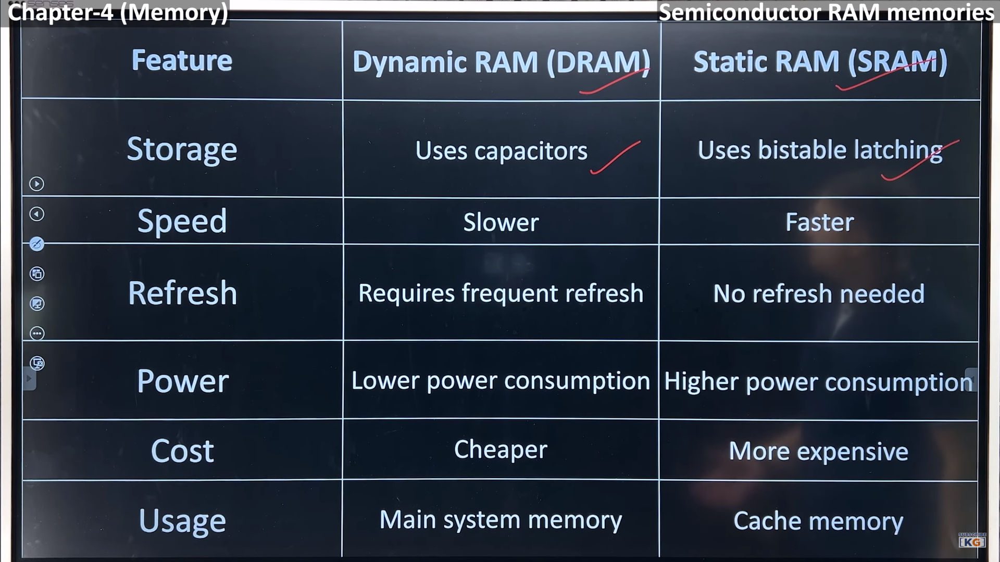 senses
Chapter-4 (Memory)
Semiconductor RAM memories
Feature
Dynamic RAM (DRAM)
Static RAM (SRAM)
Storage
Uses capacitors
Uses bistable latching
Speed
Slower
Faster
Refresh
Requires frequent refresh
No refresh needed
Power
Lower power consumption
Higher power consumption
Cost
Cheaper
More expensive
Usage
Main system memory
Cache memory
SUBSCRIBE
KG